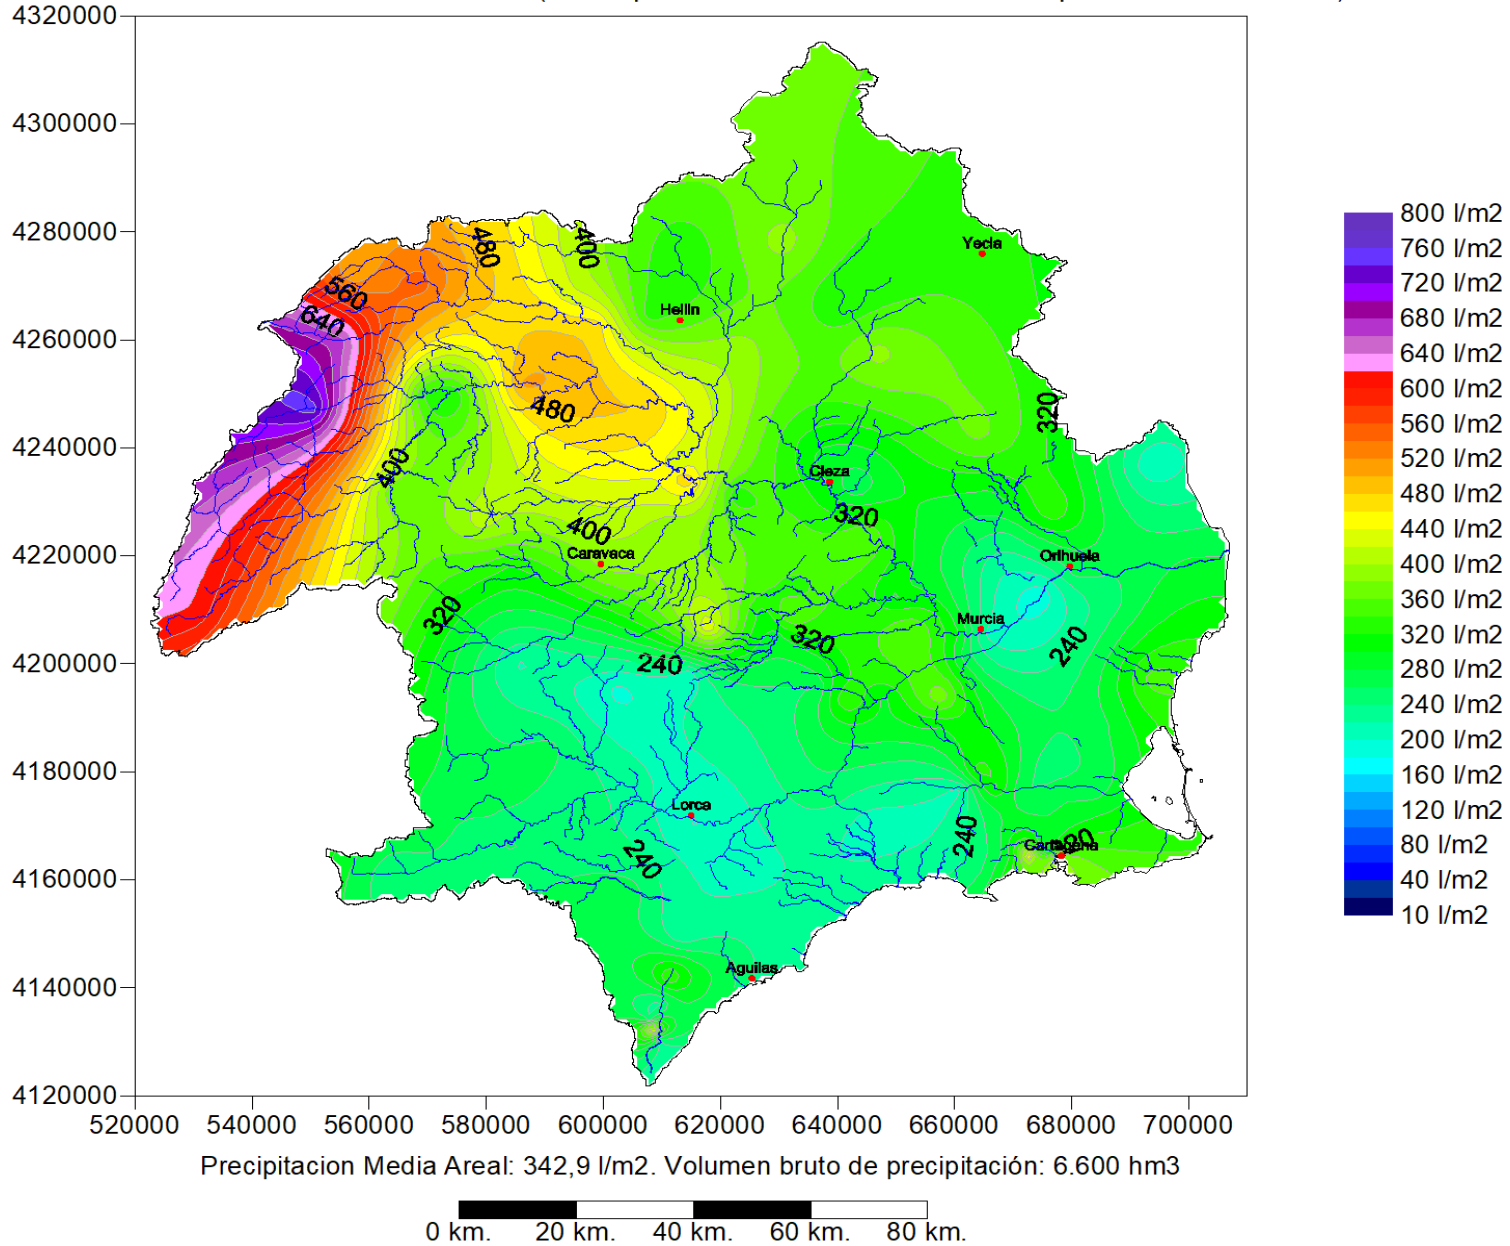 4320000
4300000
4280000
4260000
4240000
4220000
4200000
4180000
4160000
4140000
4120000
520000 540000 560000 580000 600000 620000 640000 660000 680000 700000
480
400
Yecla
560
640
Hellin
480
320
400
Cieza
320
400
Caravaca
Orihuela
320
Murcia
320
240
240
Lorca
240
240
Cartagena
Aguilas
800 l/m2
760 l/m2
720 l/m2
680 l/m2
640 l/m2
600 l/m2
560 l/m2
520 l/m2
480 l/m2
440 l/m2
400 l/m2
360 l/m2
320 l/m2
280 l/m2
240 l/m2
200 l/m2
160 l/m2
120 l/m2
80 l/m2
40 l/m2
10 l/m2
Precipitacion Media Areal: 342,9 l/m2. Volumen bruto de precipitación: 6.600 hm3
0 km. 20 km. 40 km. 60 km. 80 km.